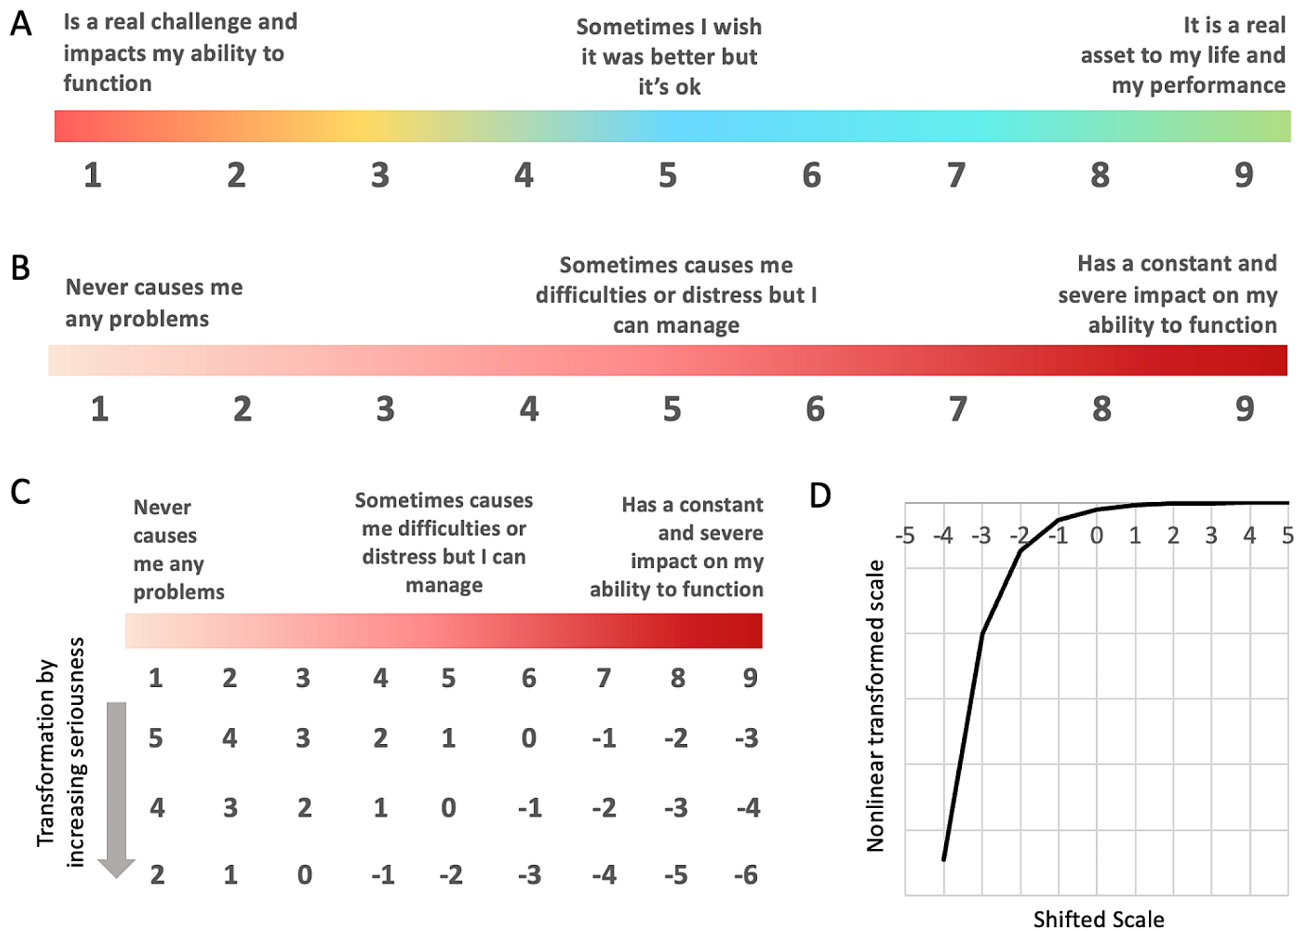 A
Is a real challenge and
impacts my ability to
function
Sometimes I wish
it was better but
it's ok
It is a real
asset to my life and
my performance
1 2 3 4 5 6 7 8 9
B
Never causes me
any problems
Sometimes causes me
difficulties or distress but I
can manage
Has a constant and
severe impact on my
ability to function
1 2 3 4 5 6 7 8 9
C
Never
causes
me any
problems
Sometimes causes
me difficulties or
distress but I can
manage
Has a constant
and severe
impact on my
ability to function
Transformation by
increasing seriousness
1 2 3 4 5 6 7 8 9
5 4 3 2 1 0 -1 -2 -3
4 3 2 1 0 -1 -2 -3 -4
2 1 0 -1 -2 -3 -4 -5 -6
D
Nonlinear transformed scale
-5 -4 -3 -2 -1 0 1 2 3 4 5
Shifted Scale